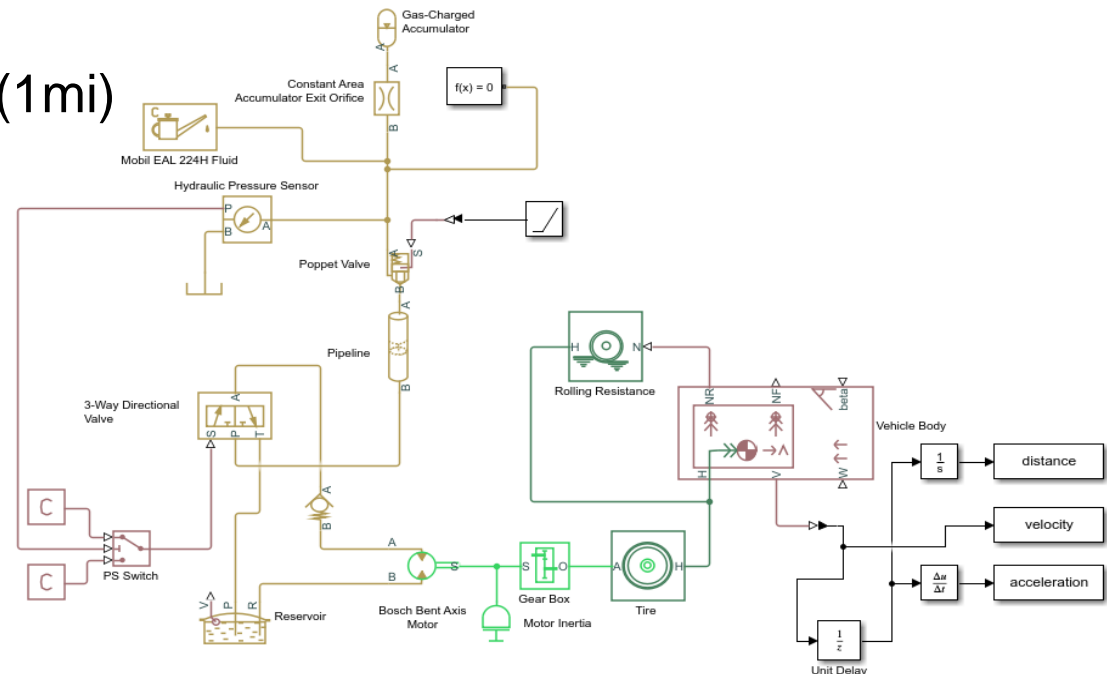 Gas-Charged
Accumulator
A
A
Constant Area
Accumulator Exit Orifice
f(x) = 0
(1mi)
C
B
Mobil EAL 224H Fluid
Hydraulic Pressure Sensor
P
B
A
A
S
Poppet Valve
B
A
Pipeline
B
H
N
Rolling Resistance
3-Way Directional
Valve
A
S
P
T
NR
NF
beta
Vehicle Body
H
V
W
1
s
distance
velocity
Δu
Δt
acceleration
A
B
C
C
PS Switch
A
B
S
S
O
A
H
Gear Box
Tire
V
P
R
Reservoir
Bosch Bent Axis
Motor
Motor Inertia
1
z
Unit Delay